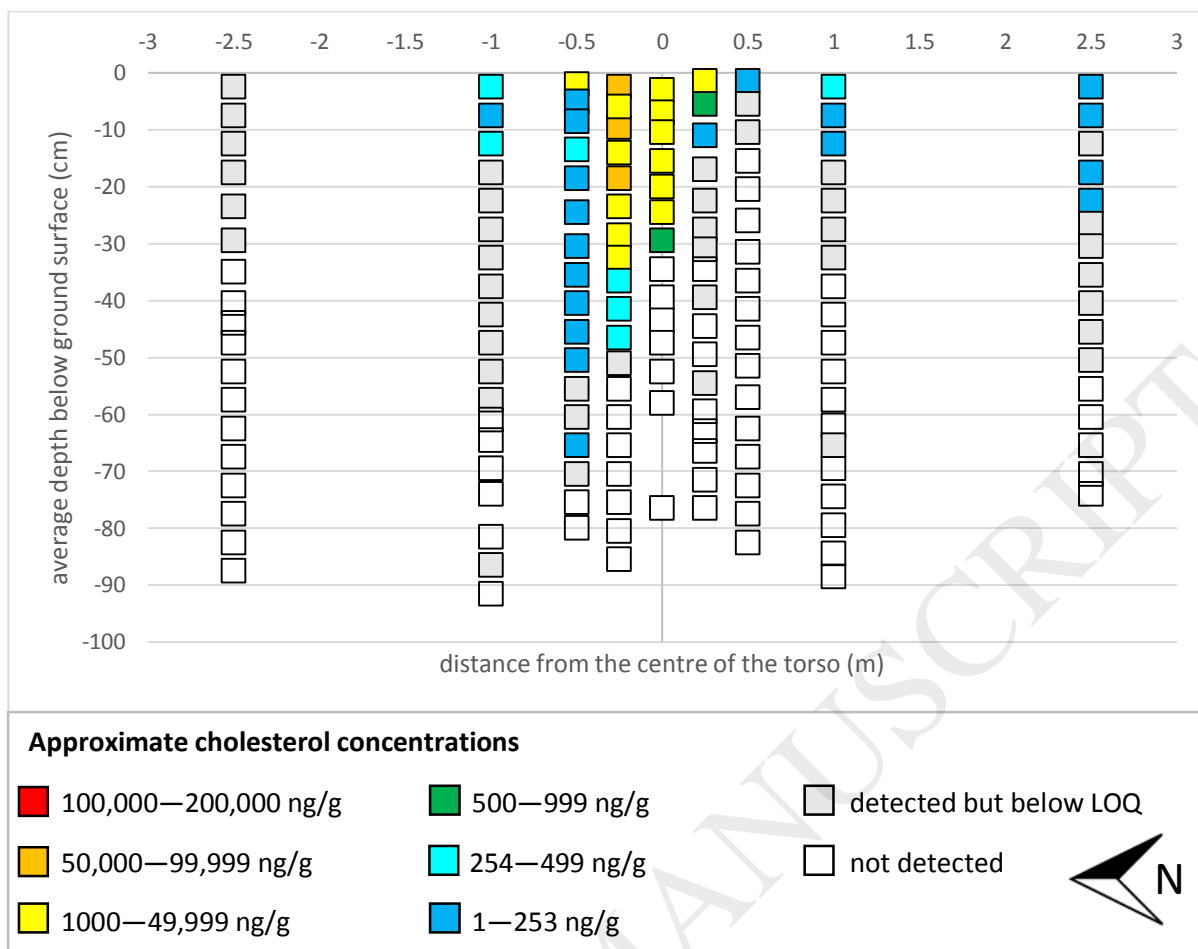 -3 -2.5 -2 -1.5 -1 -0.5 0 0.5 1 1.5 2 2.5 3
0
-10
-20
-30
-40
-50
-60
-70
-80
-90
-100
average depth below ground surface (cm)
distance from the centre of the torso (m)
Approximate cholesterol concentrations
100,000—200,000 ng/g 500—999 ng/g detected but below LOQ
50,000—99,999 ng/g 254—499 ng/g not detected
1000—49,999 ng/g 1—253 ng/g
N
MANUSCRIPT